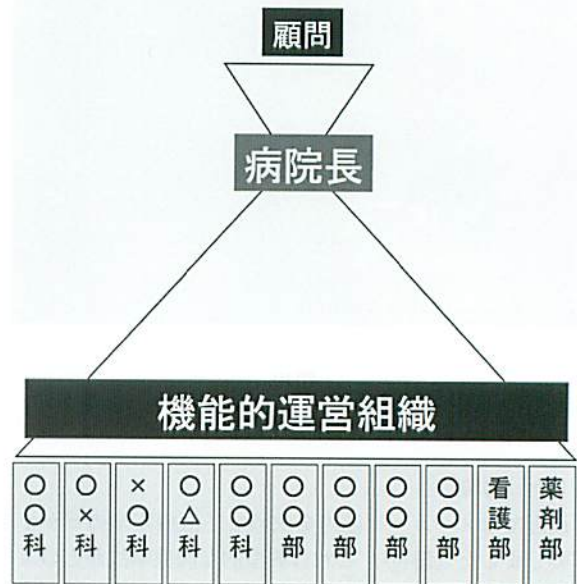 顧問
病院長
機能的運営組織
○○科
○×科
×○科
○△科
○○科
○○部
○○部
○○部
○○部
看護部
薬剤部